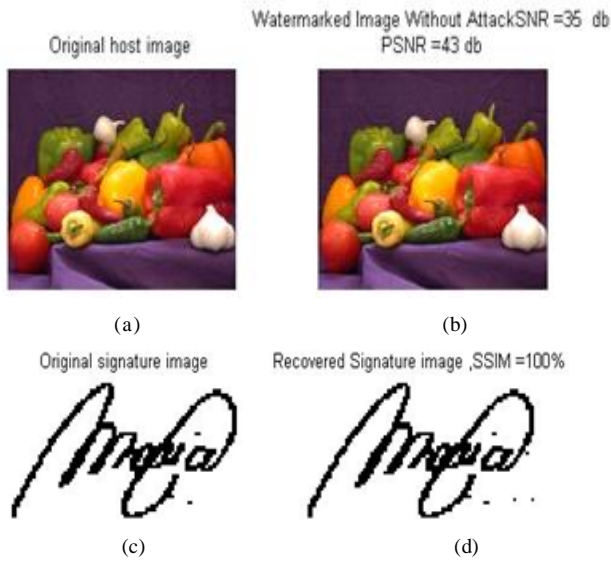 Watermarked Image Without AttackSNR =35 db
Original host image
PSNR =43 db
(a)
(b)
Original signature image
Recovered Signature image ,SSIM =100%
(c)
(d)